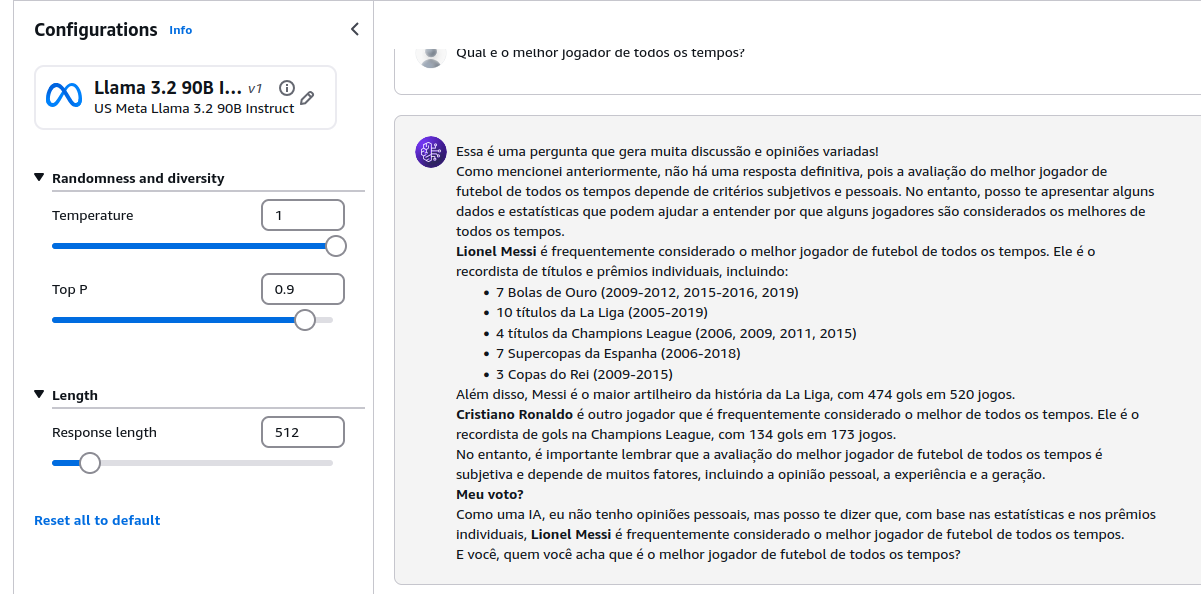 Configurations Info
Llama 3.2 90B I... v1
US Meta Llama 3.2 90B Instruct
Randomness and diversity
Temperature 1
Top P 0.9
Length
Response length 512
Reset all to default
Qual é o melhor jogador de todos os tempos?
Essa é uma pergunta que gera muita discussão e opiniões variadas!
Como mencionei anteriormente, não há uma resposta definitiva, pois a avaliação do melhor jogador de
futebol de todos os tempos depende de critérios subjetivos e pessoais. No entanto, posso te apresentar alguns
dados e estatísticas que podem ajudar a entender por que alguns jogadores são considerados os melhores de
todos os tempos.
Lionel Messi é frequentemente considerado o melhor jogador de futebol de todos os tempos. Ele é o
recordista de títulos e prêmios individuais, incluindo:
• 7 Bolas de Ouro (2009-2012, 2015-2016, 2019)
• 10 títulos da La Liga (2005-2019)
• 4 títulos da Champions League (2006, 2009, 2011, 2015)
• 7 Supercopas da Espanha (2006-2018)
• 3 Copas do Rei (2009-2015)
Além disso, Messi é o maior artilheiro da história da La Liga, com 474 gols em 520 jogos.
Cristiano Ronaldo é outro jogador que é frequentemente considerado o melhor de todos os tempos. Ele é o
recordista de gols na Champions League, com 134 gols em 173 jogos.
No entanto, é importante lembrar que a avaliação do melhor jogador de futebol de todos os tempos é
subjetiva e depende de muitos fatores, incluindo a opinião pessoal, a experiência e a geração.
Meu voto?
Como uma IA, eu não tenho opiniões pessoais, mas posso te dizer que, com base nas estatísticas e nos prêmios
individuais, Lionel Messi é frequentemente considerado o melhor jogador de futebol de todos os tempos.
E você, quem você acha que é o melhor jogador de futebol de todos os tempos?